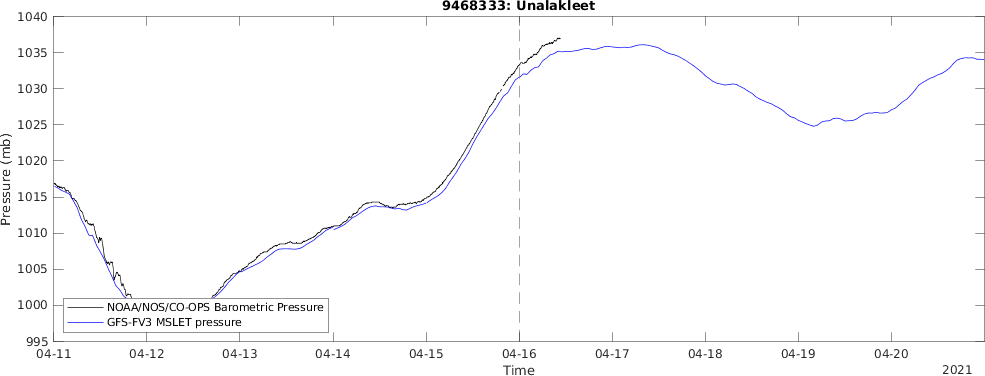 9468333: Unalakleet
1040
1035
1030
1025
1020
1015
1010
1005
1000
995
Pressure (mb)
NOAA/NOS/CO-OPS Barometric Pressure
GFS-FV3 MSLET pressure
04-11 04-12 04-13 04-14 04-15 04-16 04-17 04-18 04-19 04-20
Time
2021